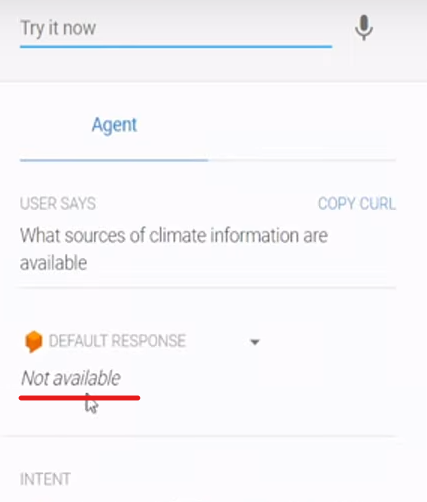 Try it now
Agent
USER SAYS
COPY CURL
What sources of climate information are
available
DEFAULT RESPONSE
Not available
INTENT